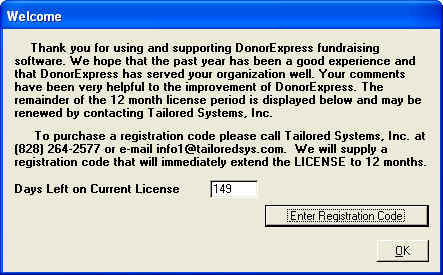 Welcome
Thank you for using and supporting DonorExpress fundraising
software. We hope that the past year has been a good experience and
that DonorExpress has served your organization well. Your comments
have been very helpful to the improvement of DonorExpress. The
remainder of the 12 month license period is displayed below and may be
renewed by contacting Tailored Systems, Inc.
To purchase a registration code please call Tailored Systems, Inc. at
(828) 264-2577 or e-mail info1@tailoredsys.com. We will supply a
registration code that will immediately extend the LICENSE to 12 months.
Days Left on Current License 149
Enter Registration Code
OK